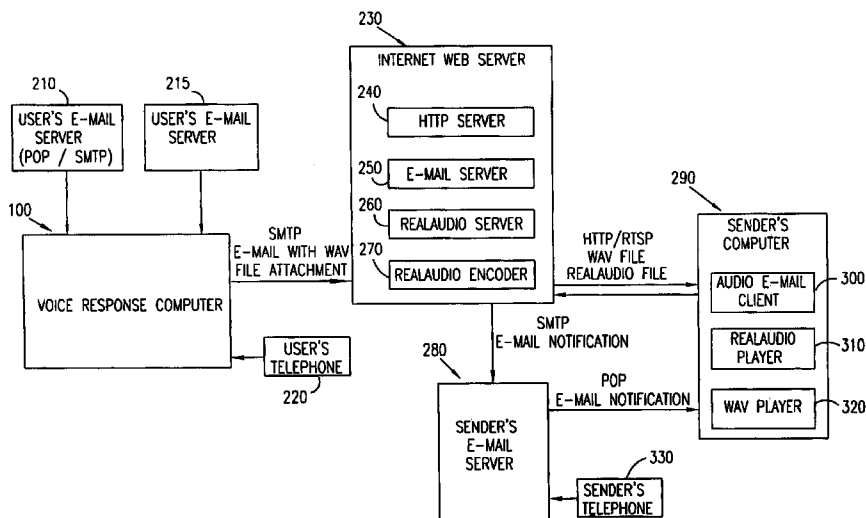 230
INTERNET WEB SERVER
240
HTTP SERVER
250
E-MAIL SERVER
260
REALAUDIO SERVER
270
REALAUDIO ENCODER
210
USER'S E-MAIL
SERVER
(POP / SMTP)
215
USER'S E-MAIL
SERVER
100
VOICE RESPONSE COMPUTER
SMTP
E-MAIL WITH WAV
FILE ATTACHMENT
USER'S
TELEPHONE
220
HTTP/RTSP
WAV FILE
REALAUDIO FILE
290
SENDER'S
COMPUTER
AUDIO E-MAIL
CLIENT
300
REALAUDIO
PLAYER
310
WAV PLAYER
320
SMTP
E-MAIL NOTIFICATION
280
SENDER'S
E-MAIL
SERVER
POP
E-MAIL NOTIFICATION
330
SENDER'S
TELEPHONE